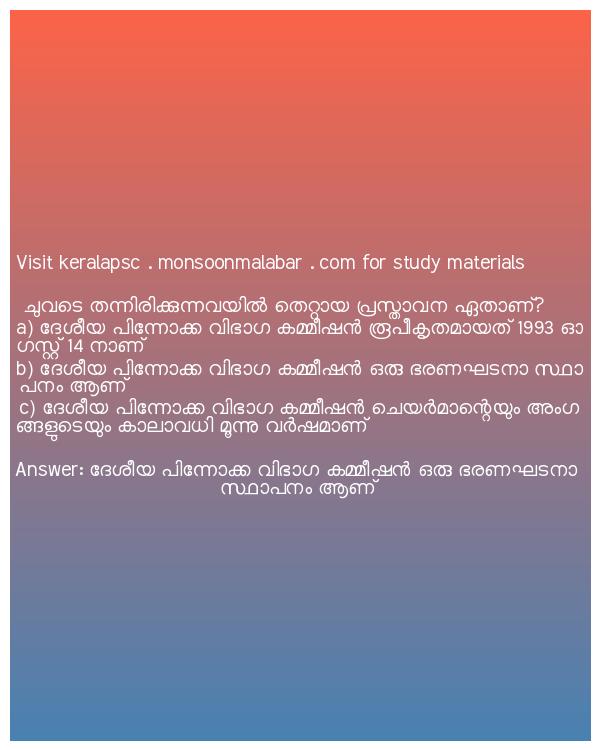 Visit keralapsc . monsoonmalabar . com for study materials
ചുവടെ തന്നിരിക്കുന്നവയിൽ തെറ്റായ പ്രസ്താവന ഏതാണ്?
a) ദേശീയ പിന്നോക്ക വിഭാഗ കമ്മീഷൻ രൂപീകൃതമായത് 1993 ഓ
ഗസ്റ്റ് 14 നാണ്
b) ദേശീയ പിന്നോക്ക വിഭാഗ കമ്മീഷൻ ഒരു ഭരണഘടനാ സ്ഥാ
പനം ആണ്
c) ദേശീയ പിന്നോക്ക വിഭാഗ കമ്മീഷൻ ചെയർമാന്റെയും അംഗ
ങ്ങളുടെയും കാലാവധി മൂന്നു വർഷമാണ്
Answer: ദേശീയ പിന്നോക്ക വിഭാഗ കമ്മീഷൻ ഒരു ഭരണഘടനാ
സ്ഥാപനം ആണ്